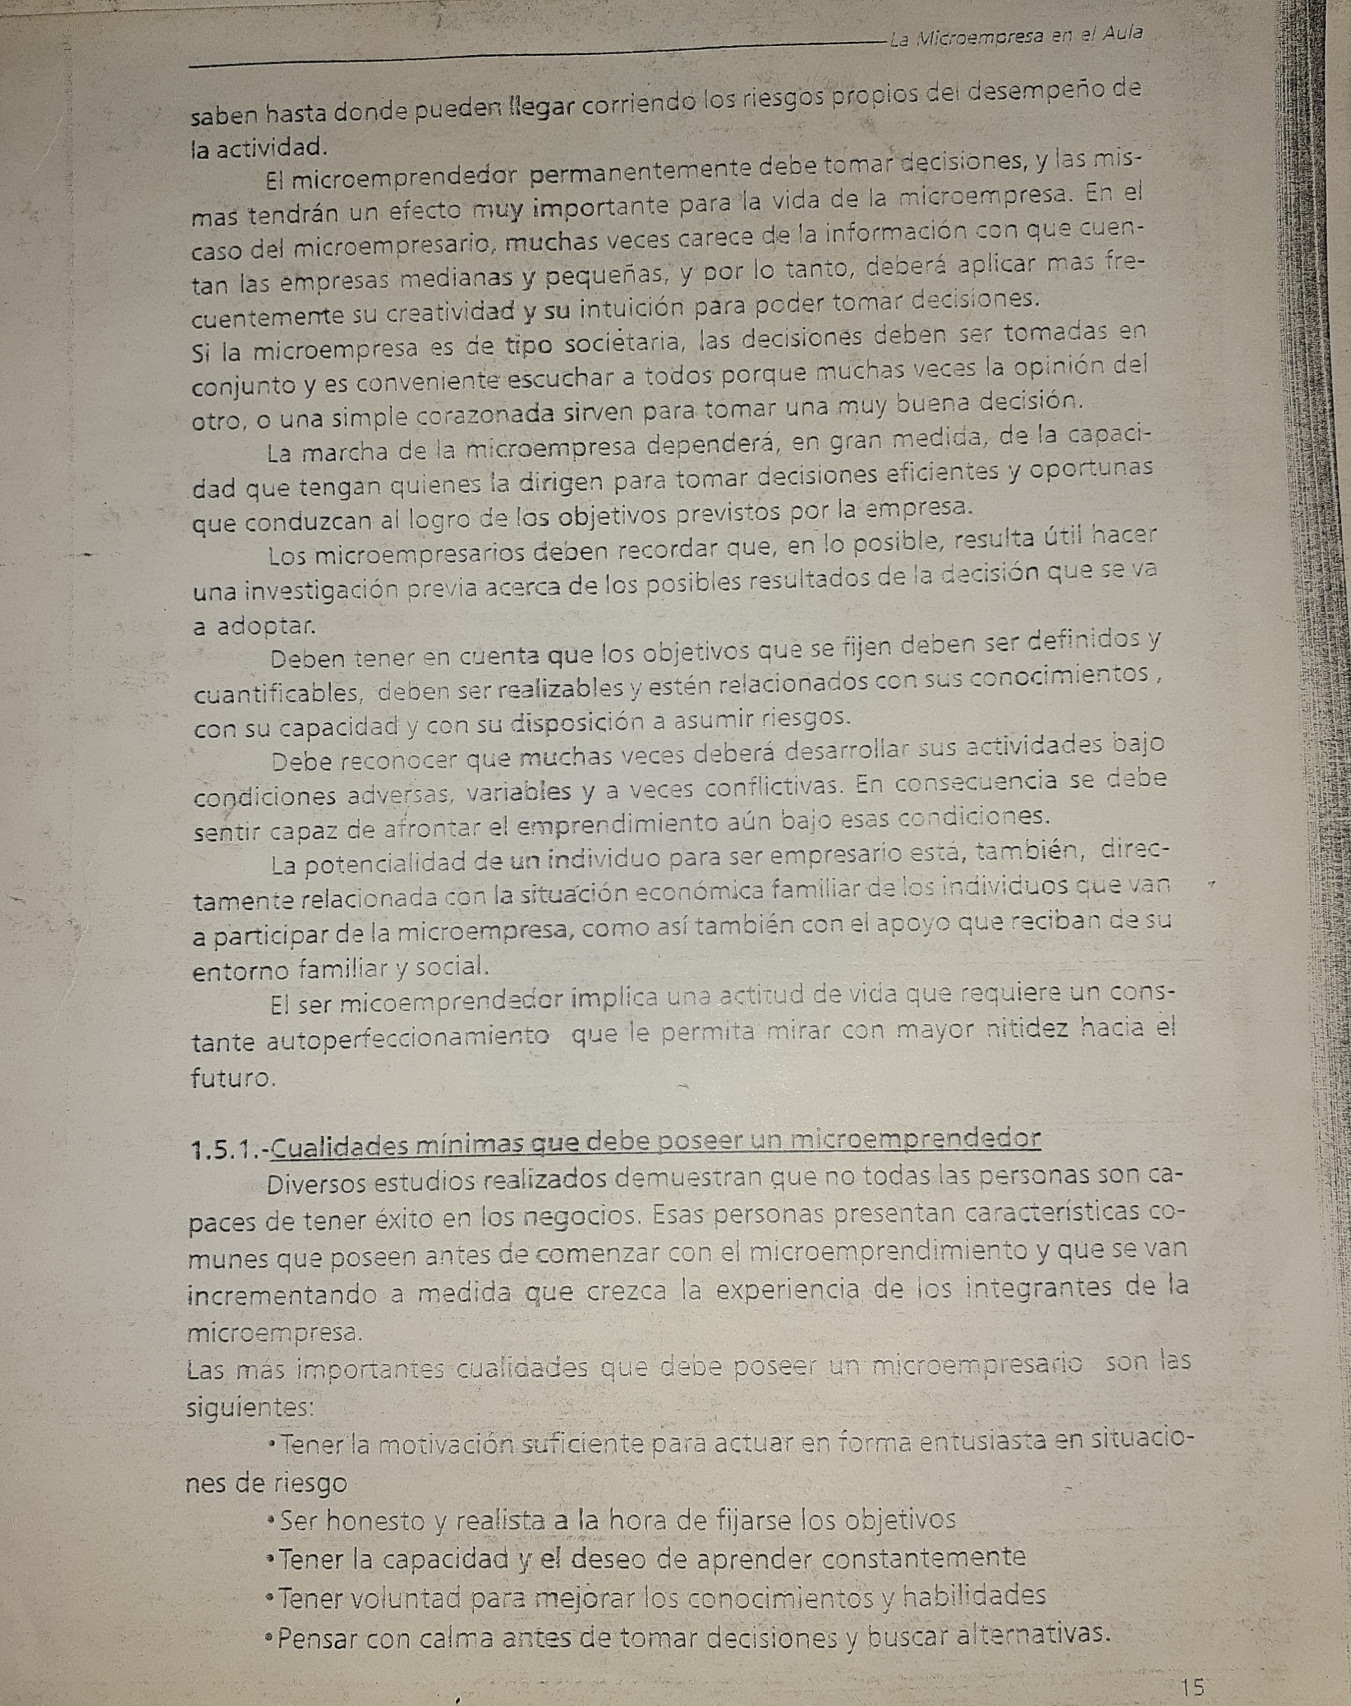 La Microempresa en el Aula
saben hasta donde pueden llegar corriendo los riesgos propios del desempeño de
la actividad.
El microemprendedor permanentemente debe tomar decisiones, y las mis-
mas tendrán un efecto muy importante para la vida de la microempresa. En el
caso del microempresario, muchas veces carece de la información con que cuen-
tan las empresas medianas y pequeñas, y por lo tanto, deberá aplicar mas fre-
cuentemente su creatividad y su intuición para poder tomar decisiones.
Si la microempresa es de tipo societaria, las decisiones deben ser tomadas en
conjunto y es conveniente escuchar a todos porque muchas veces la opinión del
otro, o una simple corazonada sirven para tomar una muy buena decisión.
La marcha de la microempresa dependerá, en gran medida, de la capaci-
dad que tengan quienes la dirigen para tomar decisiones eficientes y oportunas
que conduzcan al logro de los objetivos previstos por la empresa.
Los microempresarios deben recordar que, en lo posible, resulta útil hacer
una investigación previa acerca de los posibles resultados de la decisión que se va
a adoptar.
Deben tener en cuenta que los objetivos que se fijen deben ser definidos y
cuantificables, deben ser realizables y estén relacionados con sus conocimientos ,
con su capacidad y con su disposición a asumir riesgos.
Debe reconocer que muchas veces deberá desarrollar sus actividades bajo
condiciones adversas, variables y a veces conflictivas. En consecuencia se debe
sentir capaz de afrontar el emprendimiento aún bajo esas condiciones.
La potencialidad de un individuo para ser empresario está, también, direc-
tamente relacionada con la situación económica familiar de los individuos que van
a participar de la microempresa, como así también con el apoyo que reciban de su
entorno familiar y social.
El ser micoemprendedor implica una actitud de vida que requiere un cons-
tante autoperfeccionamiento que le permita mirar con mayor nitidez hacia el
futuro.
1.5.1.-Cualidades mínimas que debe poseer un microemprendedor
Diversos estudios realizados demuestran que no todas las personas son ca-
paces de tener éxito en los negocios. Esas personas presentan características co-
munes que poseen antes de comenzar con el microemprendimiento y que se van
incrementando a medida que crezca la experiencia de los integrantes de la
microempresa.
Las más importantes cualidades que debe poseer un microempresario son las
siguientes:
•Tener la motivación suficiente para actuar en forma entusiasta en situacio-
nes de riesgo
•Ser honesto y realista a la hora de fijarse los objetivos
•Tener la capacidad y el deseo de aprender constantemente
•Tener voluntad para mejorar los conocimientos y habilidades
•Pensar con calma antes de tomar decisiones y buscar alternativas.
15